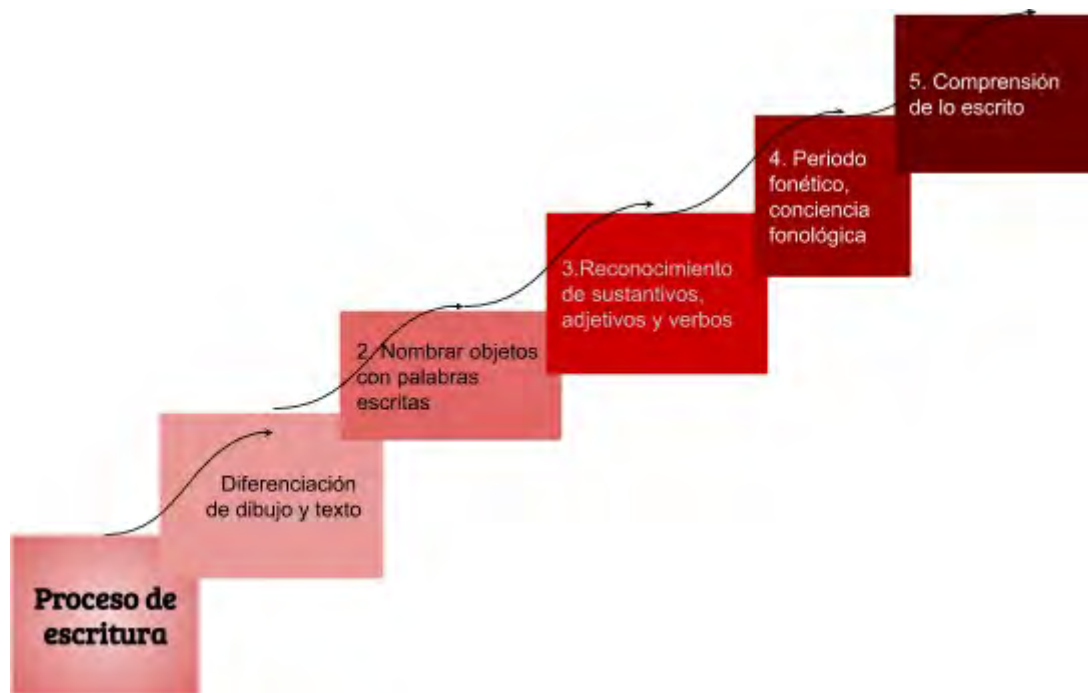 5. Comprensión
de lo escrito
4. Periodo
fonético,
conciencia
fonológica
3.Reconocimiento
de sustantivos,
adjetivos y verbos
2. Nombrar objetos
con palabras
escritas
Diferenciación
de dibujo y texto
Proceso de
escritura